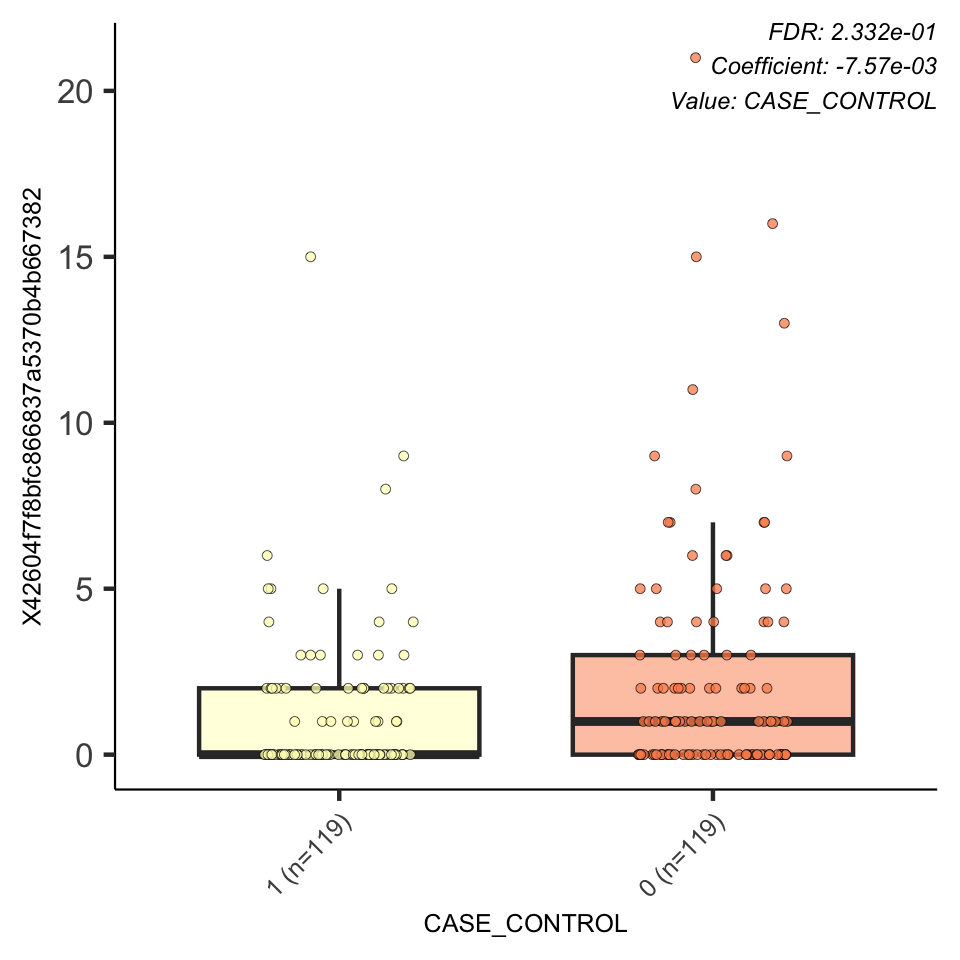 FDR: 2.332e-01
Coefficient: -7.57e-03
Value: CASE_CONTROL
20
15
10
5
0
X42604f7f8bfc866837a5370b4b667382
1 (n=119)
0 (n=119)
CASE_CONTROL